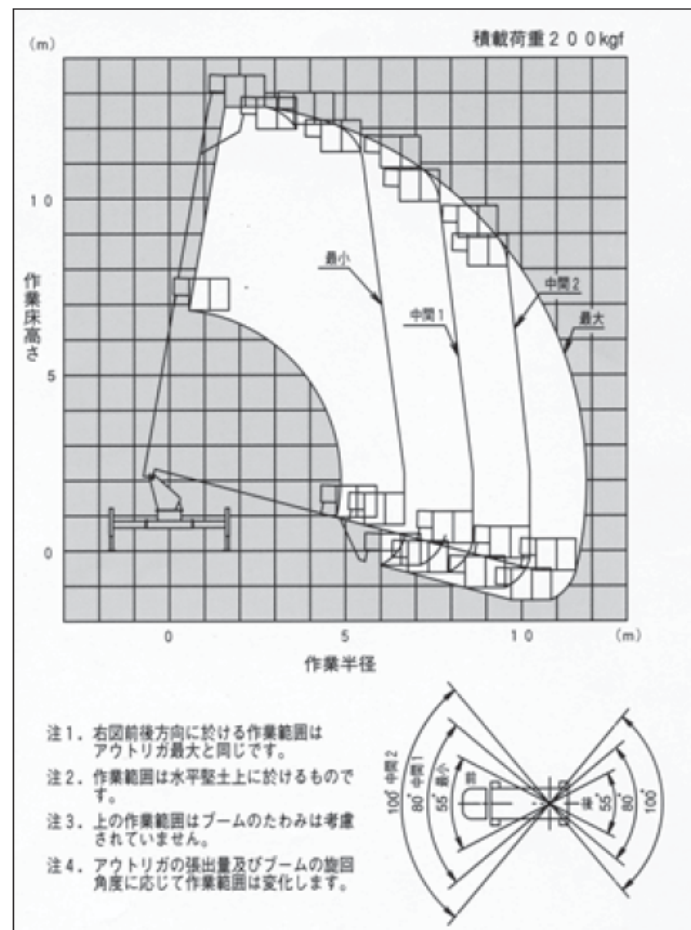 積載荷重200kgf
(m)
10
作業床高さ
最小
中間1
中間2
最大
5
0
0
5
10
(m)
作業半径
注1. 右図前後方向に於ける作業範囲は
アウトリガ最大と同じです。
注2. 作業範囲は水平堅土上に於けるもので
す。
注3. 上の作業範囲はブームのたわみは考慮
されていません。
注4. アウトリガの張出量及びブームの旋回
角度に応じて作業範囲は変化します。
100° 中間2
80° 中間1
55° 最小
前
後
55°
80°
100°